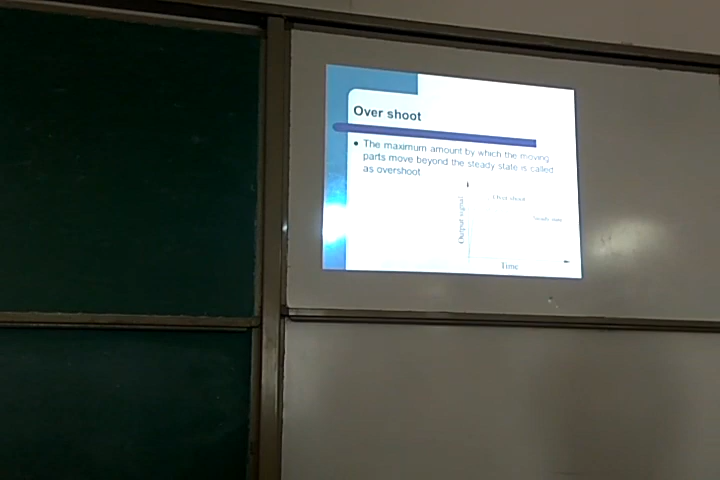 Over shoot
• The maximum amount by which the moving
parts move beyond the steady state is called
as overshoot
Over shoot
Steady state
Output signal
Time